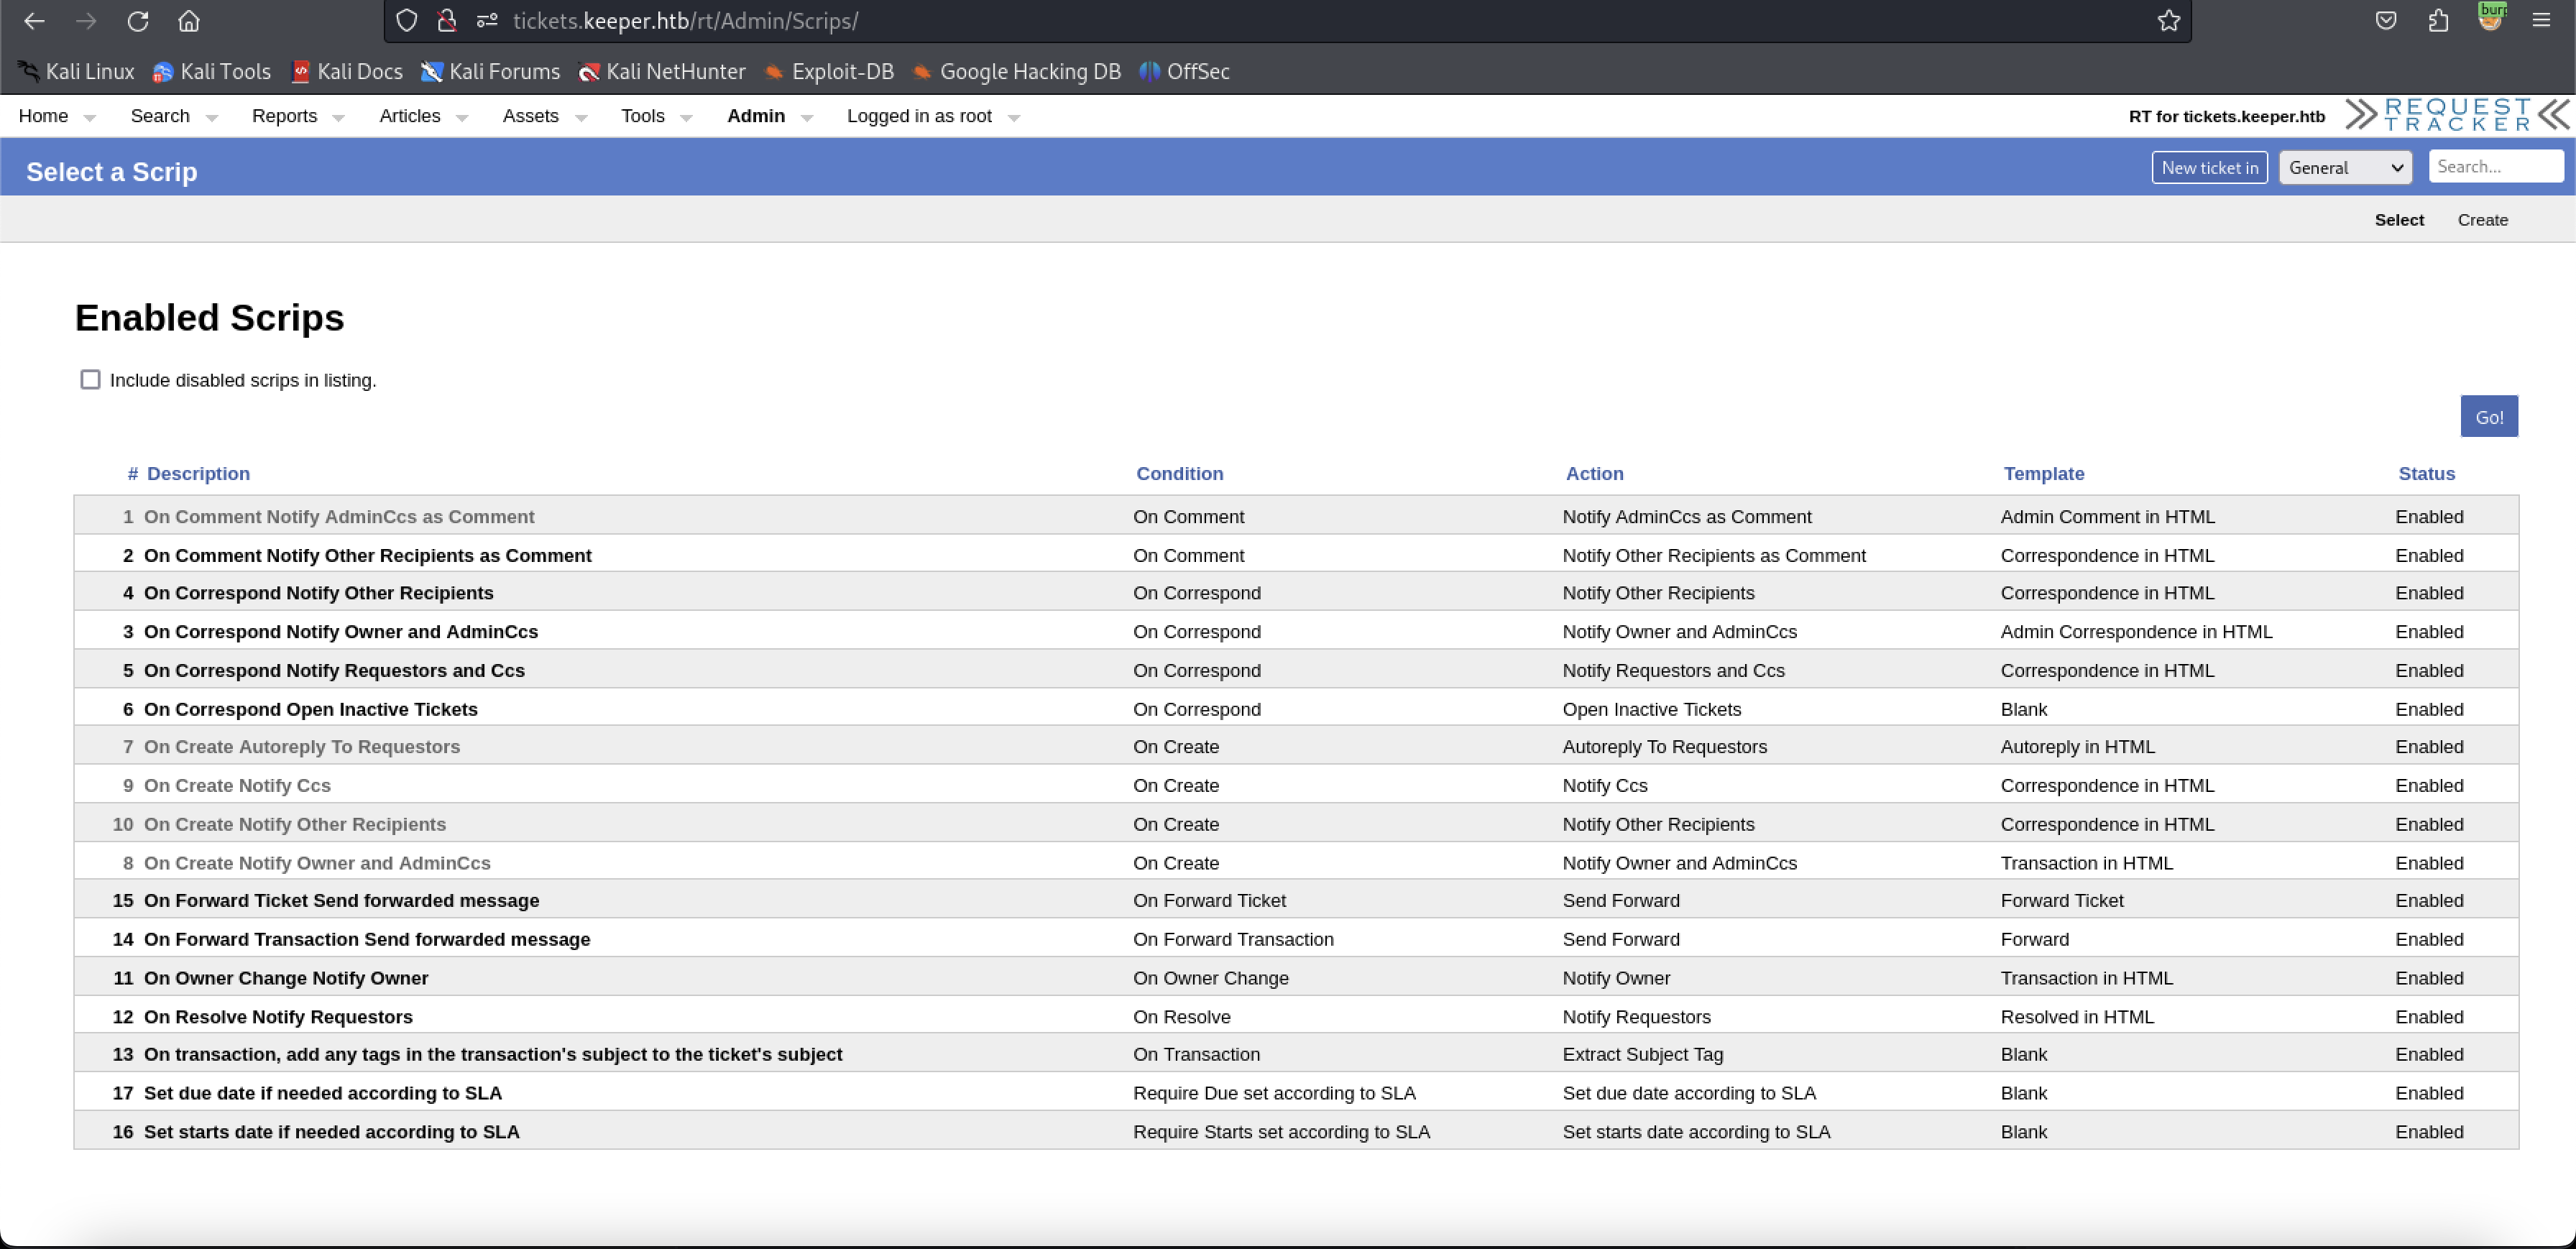 tickets.keeper.htb/rt/Admin/Scrips/
Kali Linux Kali Tools Kali Docs Kali Forums Kali NetHunter Exploit-DB Google Hacking DB OffSec
Home Search Reports Articles Assets Tools Admin Logged in as root RT for tickets.keeper.htb REQUEST TRACKER
Select a Scrip New ticket in General Search...
Select Create
Enabled Scrips
Include disabled scrips in listing.
Go!
# Description Condition Action Template Status
1 On Comment Notify AdminCcs as Comment On Comment Notify AdminCcs as Comment Admin Comment in HTML Enabled
2 On Comment Notify Other Recipients as Comment On Comment Notify Other Recipients as Comment Correspondence in HTML Enabled
4 On Correspond Notify Other Recipients On Correspond Notify Other Recipients Correspondence in HTML Enabled
3 On Correspond Notify Owner and AdminCcs On Correspond Notify Owner and AdminCcs Admin Correspondence in HTML Enabled
5 On Correspond Notify Requestors and Ccs On Correspond Notify Requestors and Ccs Correspondence in HTML Enabled
6 On Correspond Open Inactive Tickets On Correspond Open Inactive Tickets Blank Enabled
7 On Create Autoreply To Requestors On Create Autoreply To Requestors Autoreply in HTML Enabled
9 On Create Notify Ccs On Create Notify Ccs Correspondence in HTML Enabled
10 On Create Notify Other Recipients On Create Notify Other Recipients Correspondence in HTML Enabled
8 On Create Notify Owner and AdminCcs On Create Notify Owner and AdminCcs Transaction in HTML Enabled
15 On Forward Ticket Send forwarded message On Forward Ticket Send Forward Forward Ticket Enabled
14 On Forward Transaction Send forwarded message On Forward Transaction Send Forward Forward Enabled
11 On Owner Change Notify Owner On Owner Change Notify Owner Transaction in HTML Enabled
12 On Resolve Notify Requestors On Resolve Notify Requestors Resolved in HTML Enabled
13 On transaction, add any tags in the transaction's subject to the ticket's subject On Transaction Extract Subject Tag Blank Enabled
17 Set due date if needed according to SLA Require Due set according to SLA Set due date according to SLA Blank Enabled
16 Set starts date if needed according to SLA Require Starts set according to SLA Set starts date according to SLA Blank Enabled